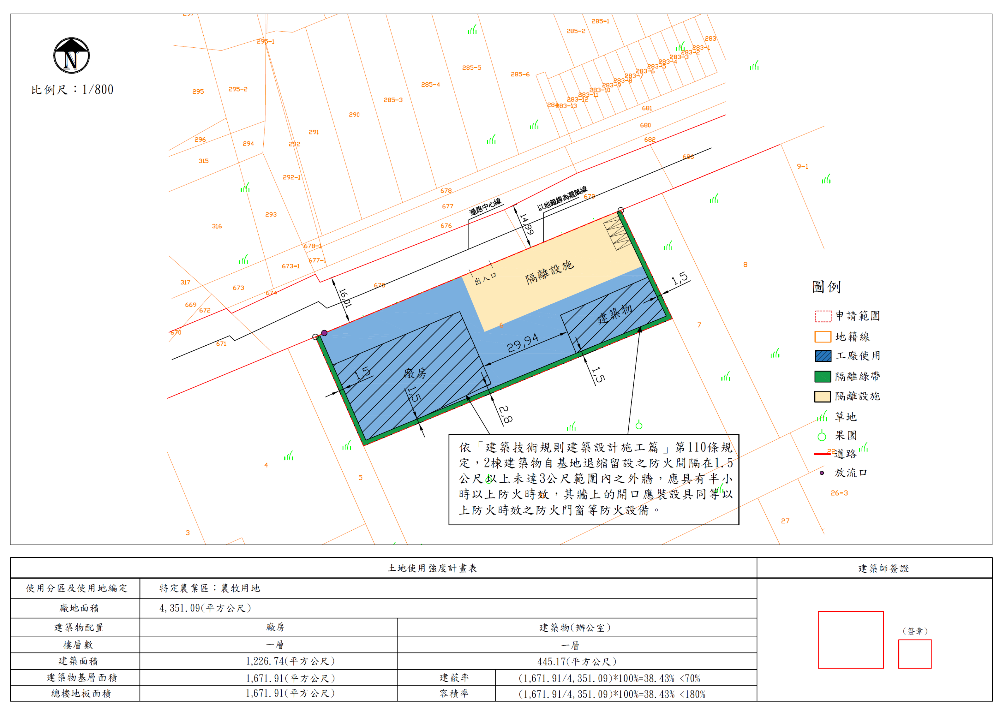 297
285-1
285-2
283
295-1
283-1
283-2
283-3
283-4
283-5
283-6
283-7
283-8
283-9
283-10
283-11
283-12
283-13
284
N
比例尺：1/800
285-5
285-6
285-4
295
295-2
285-3
290
681
680
682
291
296
294
292
315
686
9-1
292-1
678
679
道路中心線
以地籍線為建築線
677
293
14,99
316
676
678-1
677-1
673-1
8
出入口
隔離設施
1,5
317
673
674
675
16,01
圖例
669
672
建築物
申請範圍
6
7
670
671
29,94
地籍線
工廠使用
1,5
廠房
1,5
隔離綠帶
1,5
隔離設施
2,8
草地
果園
依「建築技術規則建築設計施工篇」第110條規
定，2棟建築物自基地退縮留設之防火間隔在1.5
公尺以上未達3公尺範圍內之外牆，應具有半小
時以上防火時效，其牆上的開口應裝設具同等以
上防火時效之防火門窗等防火設備。
22
道路
4
放流口
5
26-3
27
3
土地使用強度計畫表
建築師簽證
使用分區及使用地編定
特定農業區；農牧用地
廠地面積
4,351.09(平方公尺)
建築物配置
廠房
建築物(辦公室)
(簽章)
樓層數
一層
一層
建築面積
1,226.74(平方公尺)
445.17(平方公尺)
建築物基層面積
1,671.91(平方公尺)
建蔽率
(1,671.91/4,351.09)*100%=38.43% <70%
總樓地板面積
1,671.91(平方公尺)
容積率
(1,671.91/4,351.09)*100%=38.43% <180%